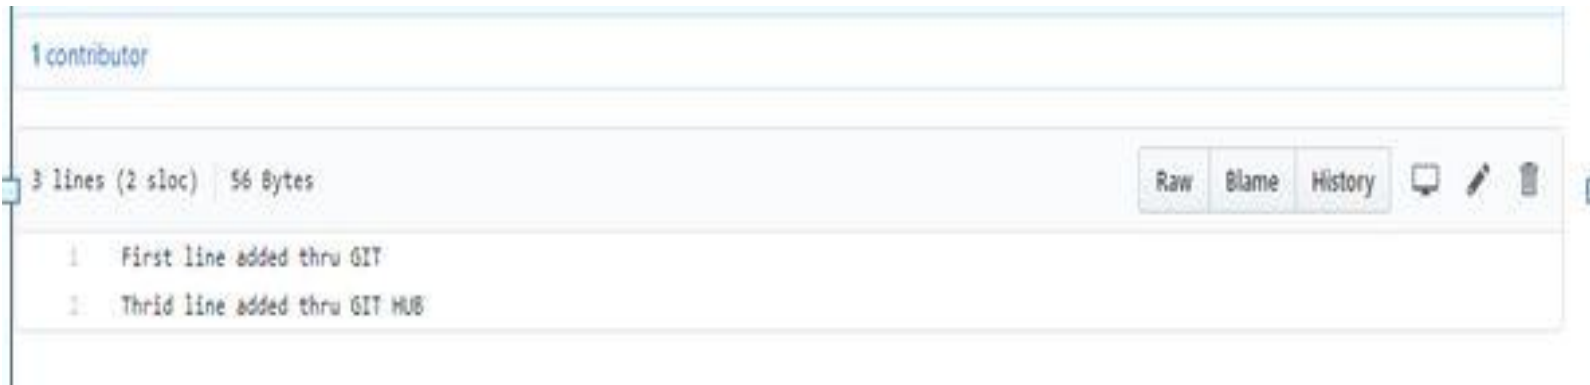 1 contributor
3 lines (2 sloc) 56 Bytes
Raw Blame History
1 First line added thru GIT
Thrid line added thru GIT HUB